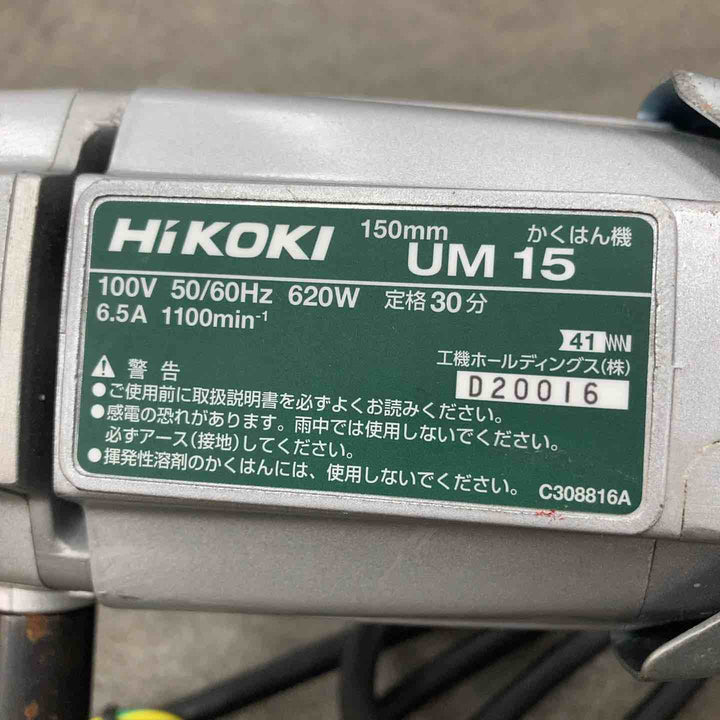 HiKOKI 150mm UM 15 かくはん機
100V 50/60Hz 620W 定格30分
6.5A 1100min⁻¹
41
工機ホールディングス(株)
D20016
警告
●ご使用前に取扱説明書を必ずよくお読みください。
●感電の恐れがあります。雨中では使用しないでください。
必ずアース(接地)してください。
●揮発性溶剤のかくはんには、使用しないでください。
C308816A